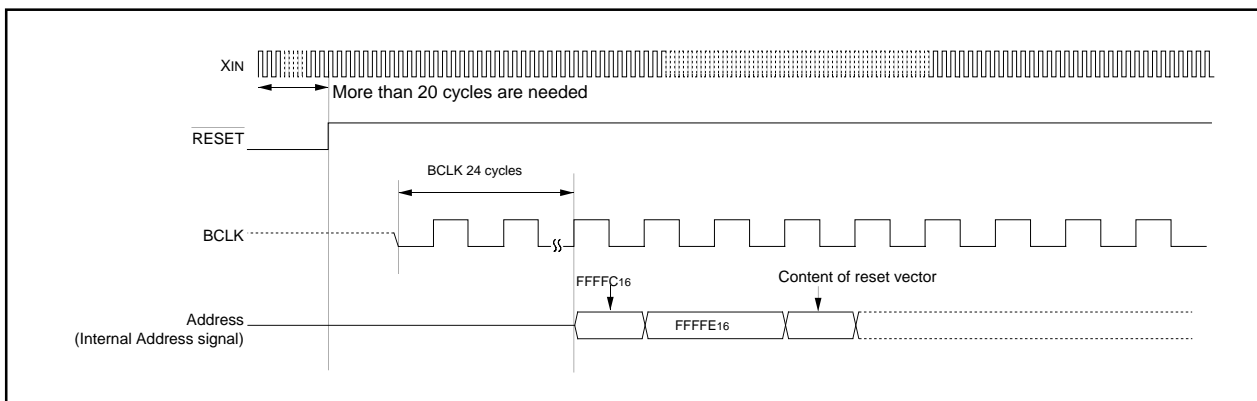 XIN
More than 20 cycles are needed
RESET
BCLK 24 cycles
BCLK
FFFFC16
Content of reset vector
Address
(Internal Address signal)
FFFFE16